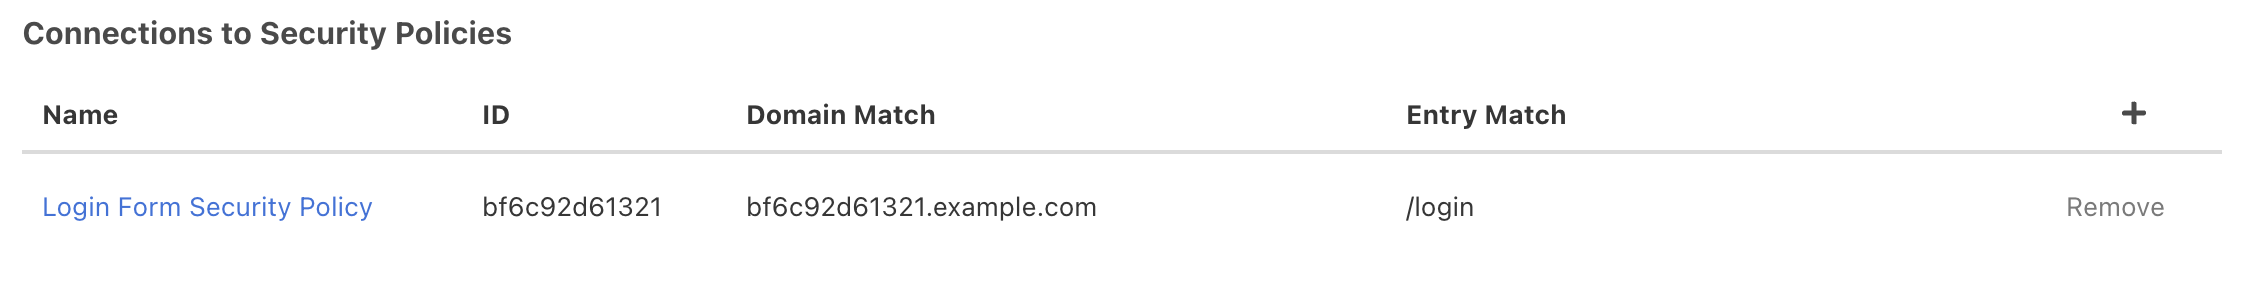 Connections to Security Policies
Name ID Domain Match Entry Match +
Login Form Security Policy bf6c92d61321 bf6c92d61321.example.com /login Remove